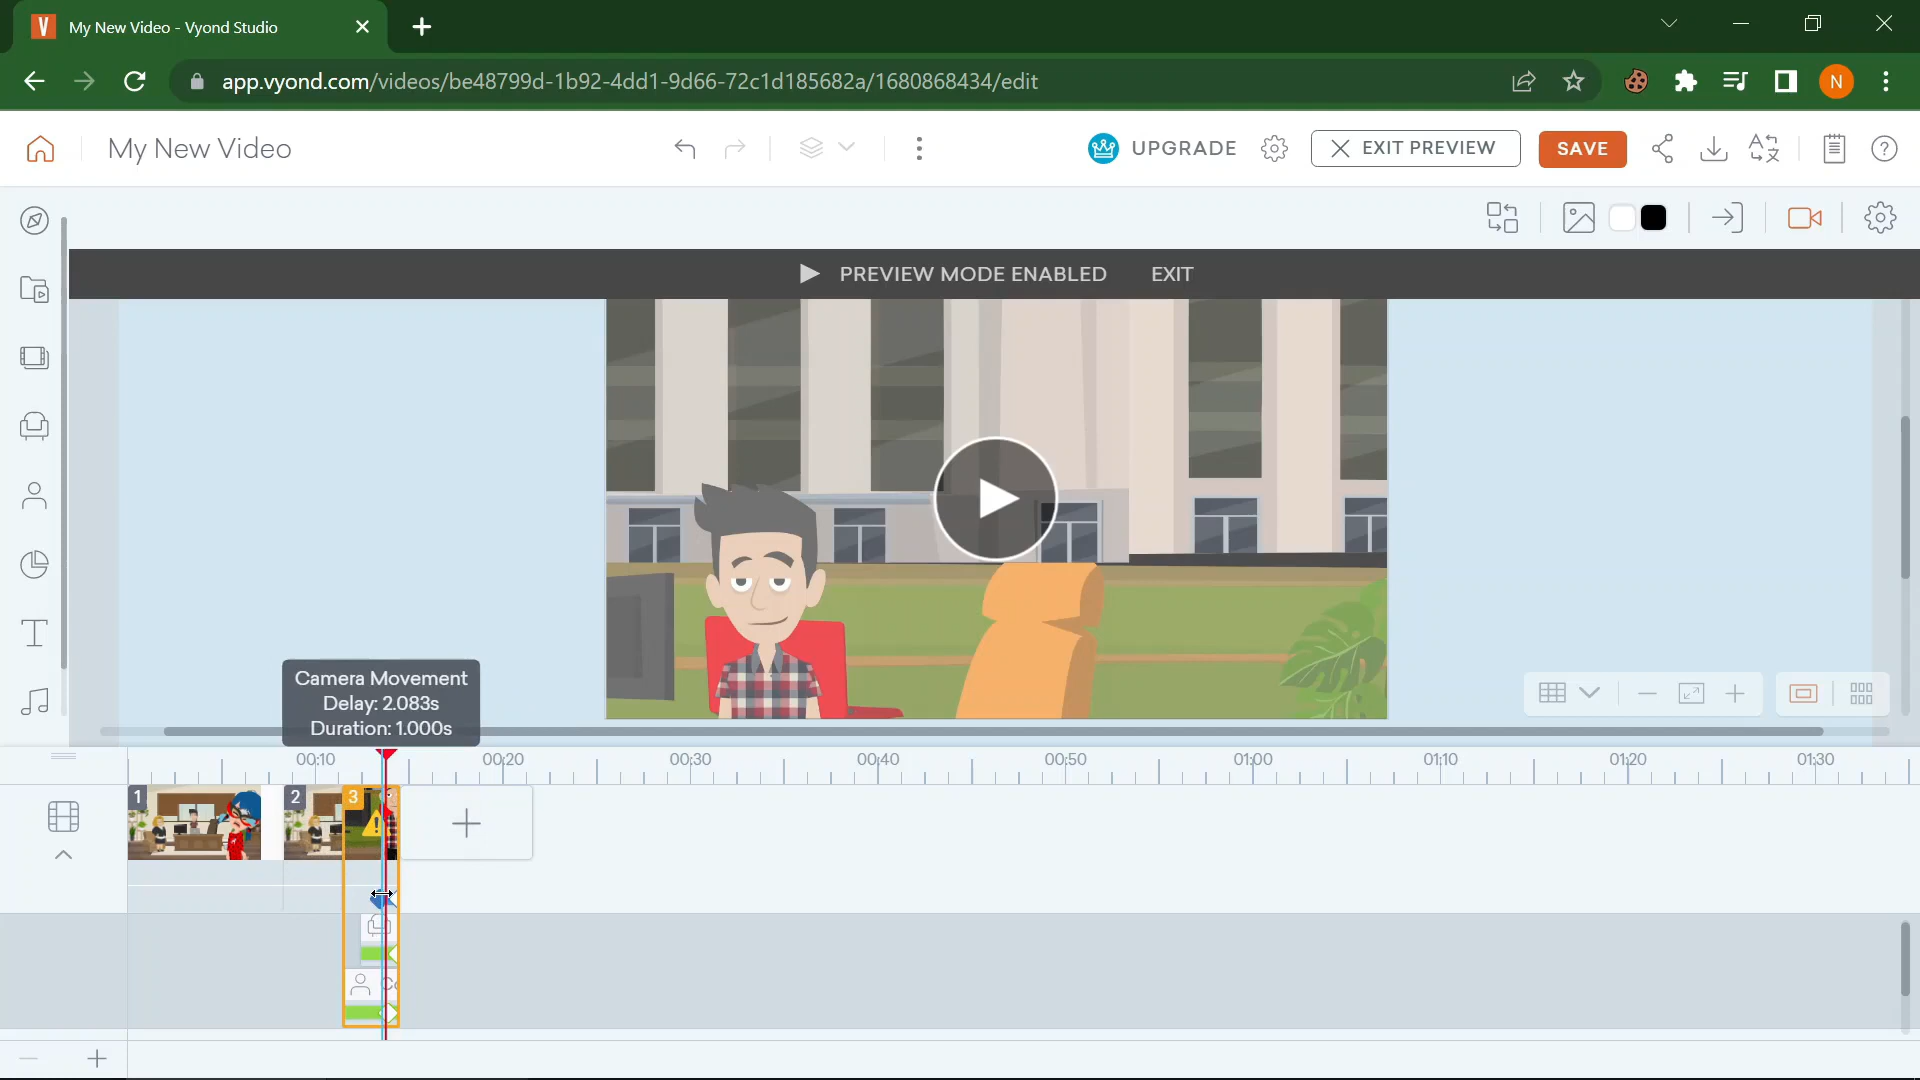 My New Video - Vyond Studio
app.vyond.com/videos/be48799d-1b92-4dd1-9d66-72c1d185682a/1680868434/edit
N
My New Video
UPGRADE
EXIT PREVIEW
SAVE
PREVIEW MODE ENABLED EXIT
Camera Movement
Delay: 2.083s
Duration: 1.000s
00:10 00:20 00:30 00:40 00:50 01:00 01:10 01:20 01:30
1 2 3